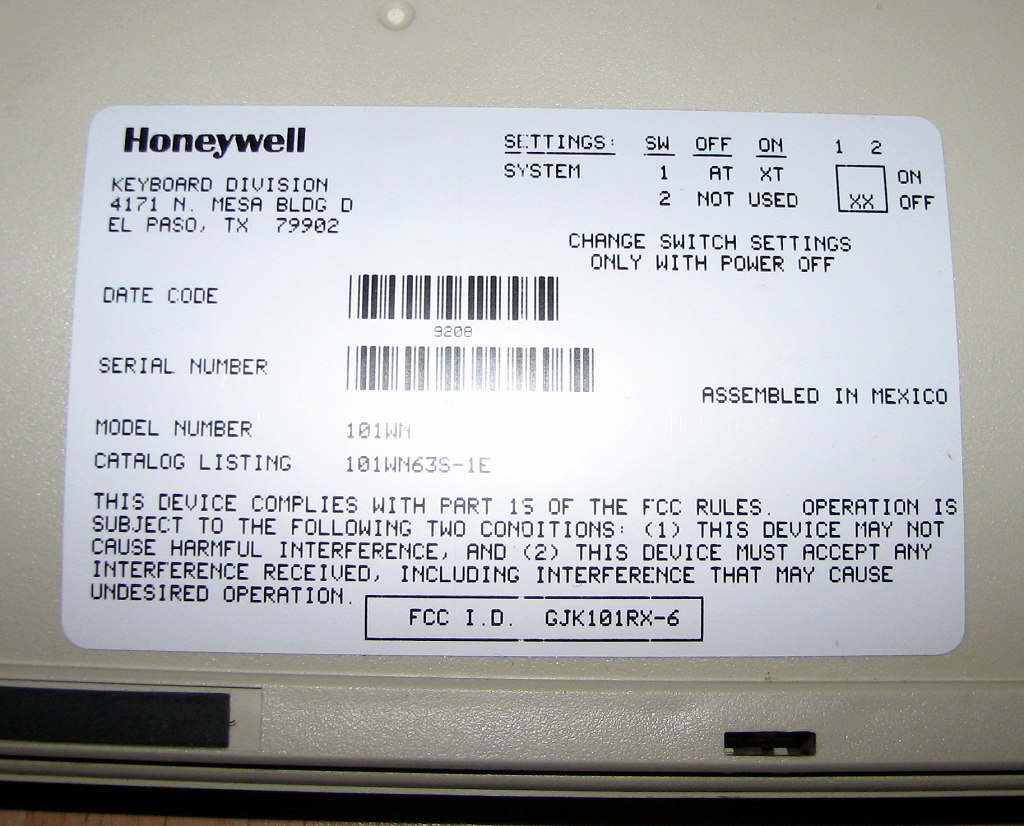 Honeywell
KEYBOARD DIVISION
4171 N. MESA BLDG D
EL PASO, TX 79902
SETTINGS: SW OFF ON
SYSTEM 1 AT XT
2 NOT USED
1 2
ON
XX OFF
CHANGE SWITCH SETTINGS
ONLY WITH POWER OFF
DATE CODE
9208
SERIAL NUMBER
ASSEMBLED IN MEXICO
MODEL NUMBER 101WN
CATALOG LISTING 101WN63S-1E
THIS DEVICE COMPLIES WITH PART 15 OF THE FCC RULES. OPERATION IS
SUBJECT TO THE FOLLOWING TWO CONDITIONS: (1) THIS DEVICE MAY NOT
CAUSE HARMFUL INTERFERENCE, AND (2) THIS DEVICE MUST ACCEPT ANY
INTERFERENCE RECEIVED, INCLUDING INTERFERENCE THAT MAY CAUSE
UNDESIRED OPERATION.
FCC I.D. GJK101RX-6